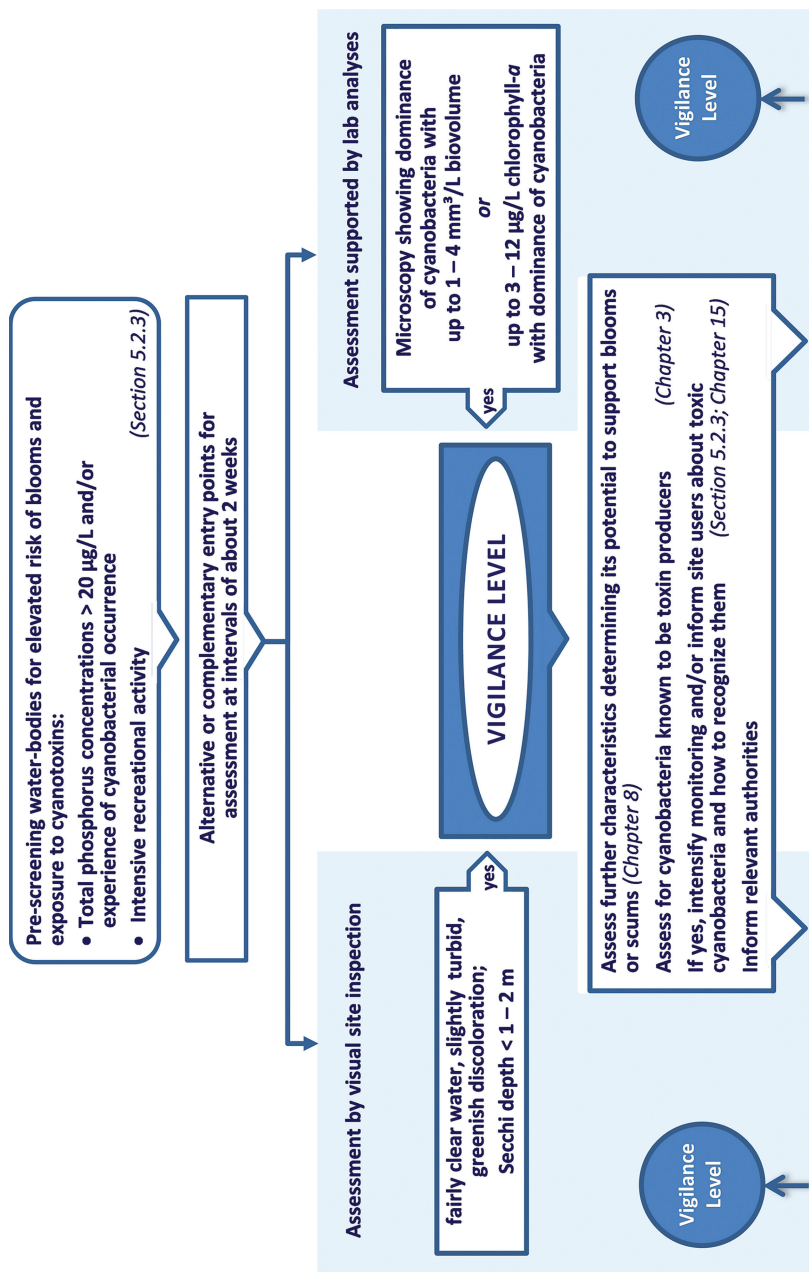 Pre-screening water-bodies for elevated risk of blooms and
exposure to cyanotoxins:
• Total phosphorus concentrations > 20 µg/L and/or
experience of cyanobacterial occurrence
• Intensive recreational activity (Section 5.2.3)
Alternative or complementary entry points for
assessment at intervals of about 2 weeks
Assessment by visual site inspection
fairly clear water, slightly turbid,
greenish discoloration;
Secchi depth < 1 – 2 m
yes
VIGILANCE LEVEL
Assessment supported by lab analyses
Microscopy showing dominance
of cyanobacteria with
up to 1 – 4 mm³/L biovolume
or
up to 3 – 12 µg/L chlorophyll-a
with dominance of cyanobacteria
yes
Assess further characteristics determining its potential to support blooms
or scums (Chapter 8)
Assess for cyanobacteria known to be toxin producers (Chapter 3)
If yes, intensify monitoring and/or inform site users about toxic
cyanobacteria and how to recognize them (Section 5.2.3; Chapter 15)
Inform relevant authorities
Vigilance
Level
Vigilance
Level